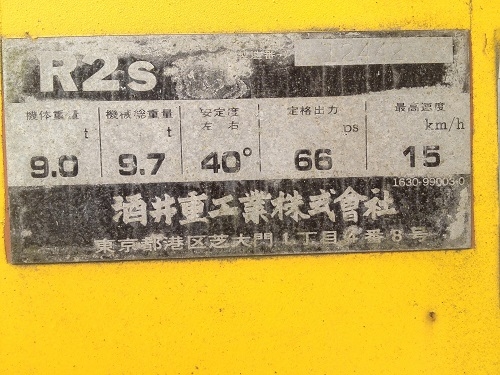 R2s
機体重量 機械総重量 安定度 定格出力 最高速度
t t 左 右 ps km/h
9.0 9.7 40° 66 15
1630-99003-0
酒井重工業株式會社
東京都港区芝大門1丁目4番8号